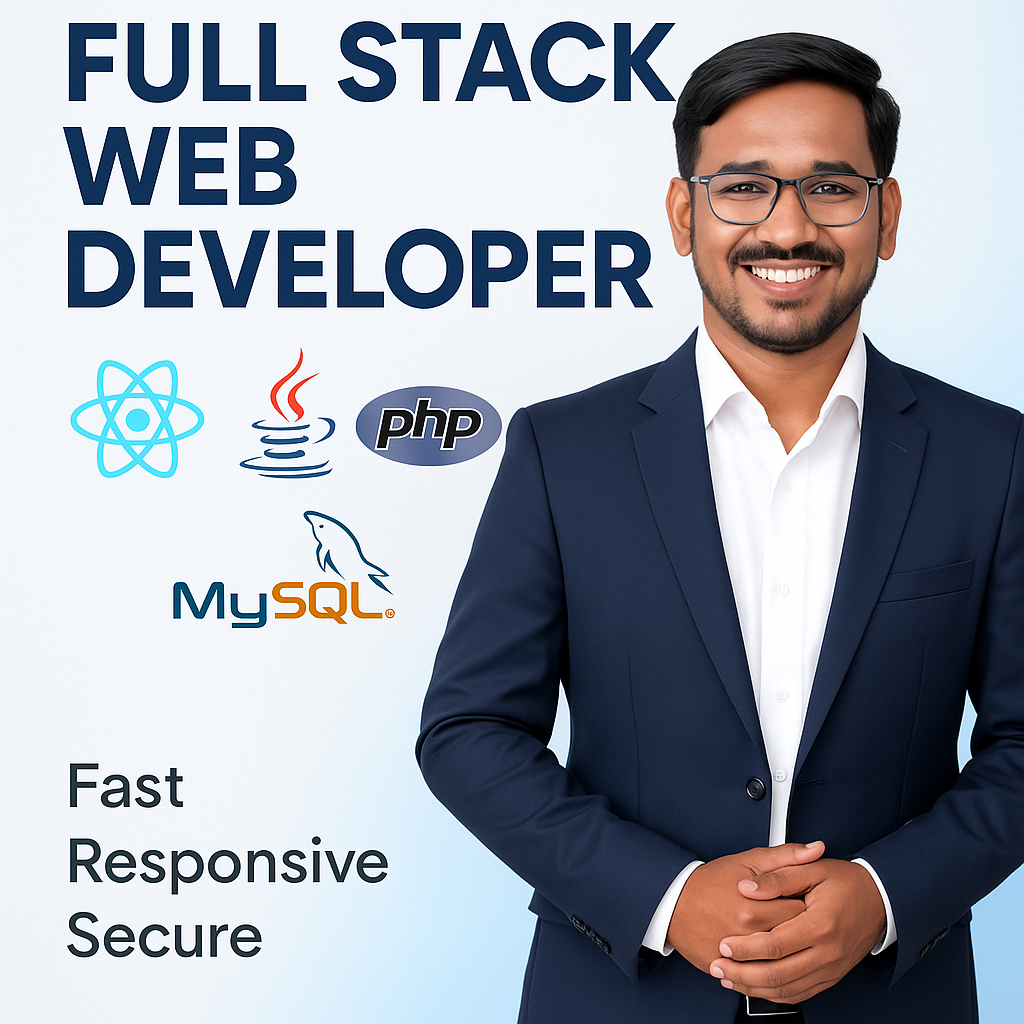 FULL STACK
WEB
DEVELOPER
php
MySQL
Fast
Responsive
Secure